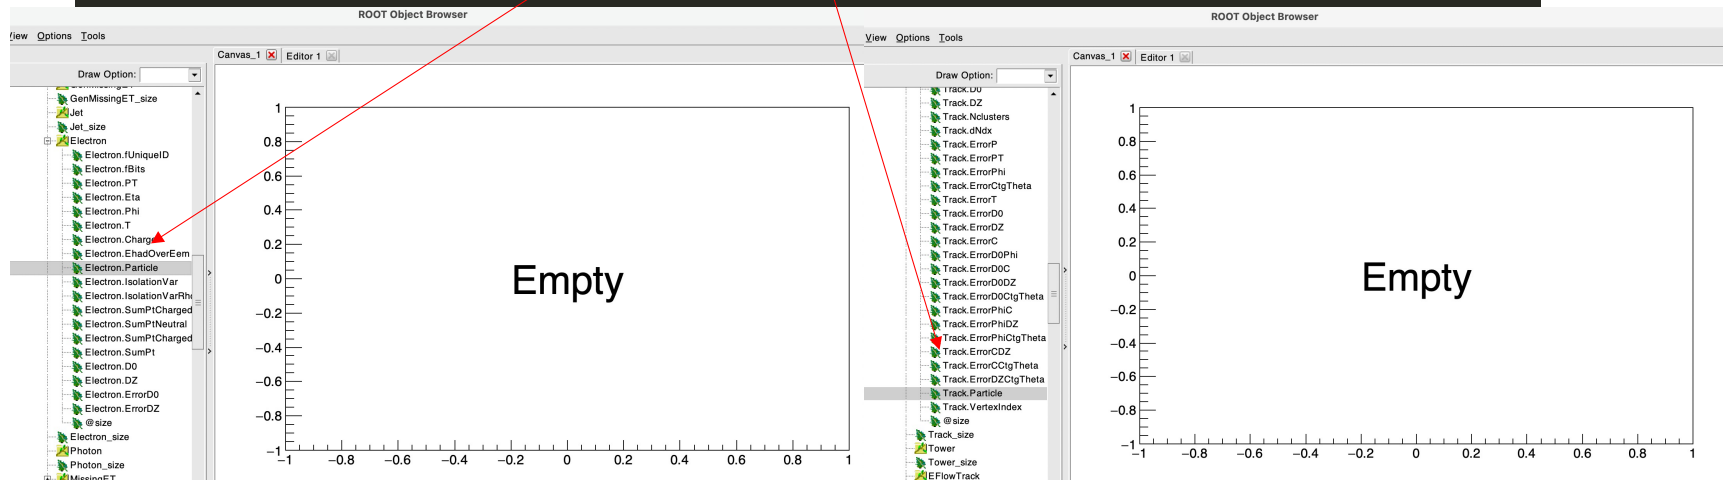 ROOT Object Browser
View Options Tools
Canvas_1 Editor 1
Draw Option:
GenMissingET_size
Jet
Jet_size
Electron
Electron.fUniqueID
Electron.fBits
Electron.PT
Electron.Eta
Electron.Phi
Electron.T
Electron.Charge
Electron.EhadOverEem
Electron.Particle
Electron.IsolationVar
Electron.IsolationVarRh
Electron.SumPtCharged
Electron.SumPtNeutral
Electron.SumPtCharged
Electron.SumPt
Electron.D0
Electron.DZ
Electron.ErrorD0
Electron.ErrorDZ
@size
Electron_size
Photon
Photon_size
MissingET
1
0.8
0.6
0.4
0.2
0
−0.2
−0.4
−0.6
−0.8
−1
Empty
−1 −0.8 −0.6 −0.4 −0.2 0 0.2 0.4 0.6 0.8 1
ROOT Object Browser
View Options Tools
Canvas_1 Editor 1
Draw Option:
Track.D0
Track.DZ
Track.Nclusters
Track.dNdx
Track.ErrorP
Track.ErrorPT
Track.ErrorPhi
Track.ErrorCtgTheta
Track.ErrorT
Track.ErrorD0
Track.ErrorDZ
Track.ErrorC
Track.ErrorD0Phi
Track.ErrorD0C
Track.ErrorD0DZ
Track.ErrorD0CtgTheta
Track.ErrorPhiC
Track.ErrorPhiDZ
Track.ErrorPhiCtgTheta
Track.ErrorCDZ
Track.ErrorCCtgTheta
Track.ErrorDZCtgTheta
Track.Particle
Track.VertexIndex
@size
Track_size
Tower
Tower_size
EFlowTrack
1
0.8
0.6
0.4
0.2
0
−0.2
−0.4
−0.6
−0.8
−1
Empty
−1 −0.8 −0.6 −0.4 −0.2 0 0.2 0.4 0.6 0.8 1